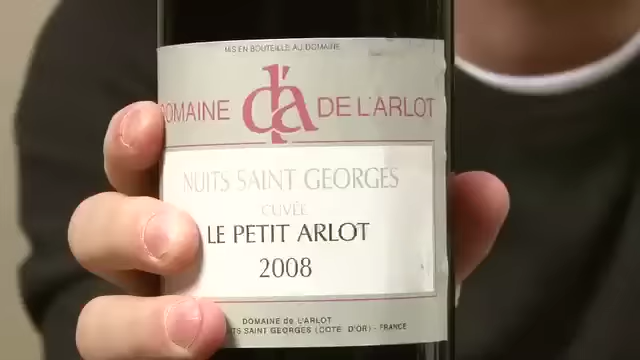 MIS EN BOUTEILLE AU DOMAINE
DOMAINE d'a DE L'ARLOT
NUITS SAINT GEORGES
CUVÉE
LE PETIT ARLOT
2008
DOMAINE de L'ARLOT
SAINT GEORGES (COTE D'OR) - FRANCE